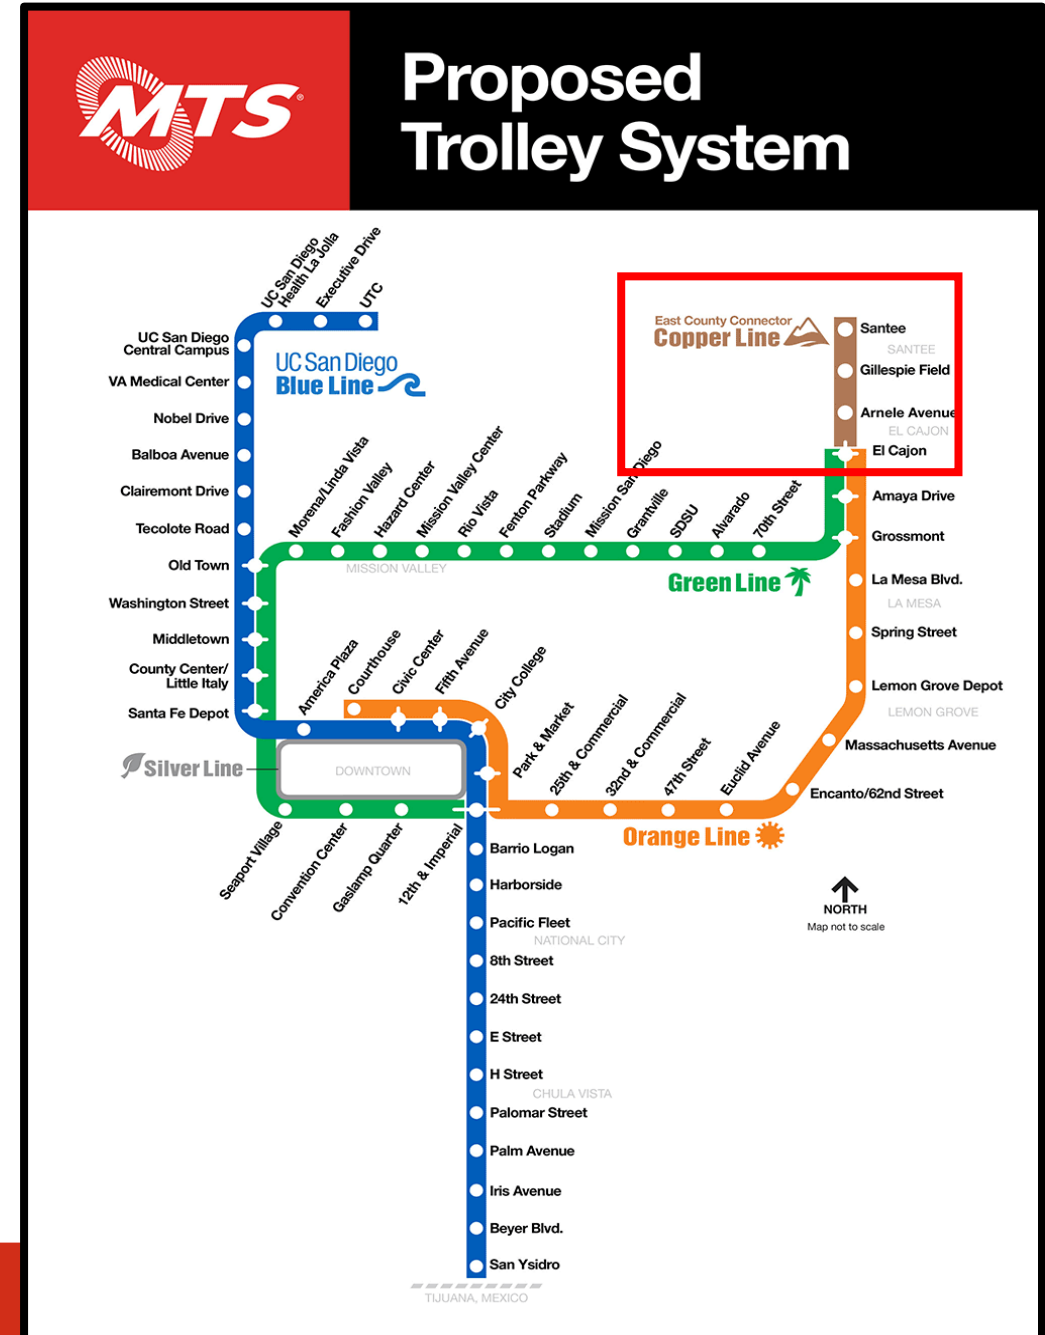 MTS
Proposed
Trolley System
UC San Diego
Health La Jolla
Executive Drive
UTC
UC San Diego
Central Campus
VA Medical Center
Nobel Drive
Balboa Avenue
Clairemont Drive
Tecolote Road
Old Town
Washington Street
Middletown
County Center/
Little Italy
Santa Fe Depot
UC San Diego
Blue Line
East County Connector
Copper Line
Santee
SANTEE
Gillespie Field
Arnele Avenue
EL CAJON
El Cajon
Amaya Drive
Grossmont
La Mesa Blvd.
LA MESA
Spring Street
Lemon Grove Depot
LEMON GROVE
Massachusetts Avenue
Encanto/62nd Street
Morena/Linda Vista
Fashion Valley
Hazard Center
Mission Valley Center
Rio Vista
Fenton Parkway
Stadium
Mission San Diego
Grantville
SDSU
Alvarado
70th Street
MISSION VALLEY
Green Line
America Plaza
Courthouse
Civic Center
Fifth Avenue
City College
Park & Market
25th & Commercial
32nd & Commercial
47th Street
Euclid Avenue
Silver Line
DOWNTOWN
Orange Line
Seaport Village
Convention Center
Gaslamp Quarter
12th & Imperial
Barrio Logan
Harborside
Pacific Fleet
NATIONAL CITY
8th Street
24th Street
E Street
H Street
CHULA VISTA
Palomar Street
Palm Avenue
Iris Avenue
Beyer Blvd.
San Ysidro
TIJUANA, MEXICO
NORTH
Map not to scale